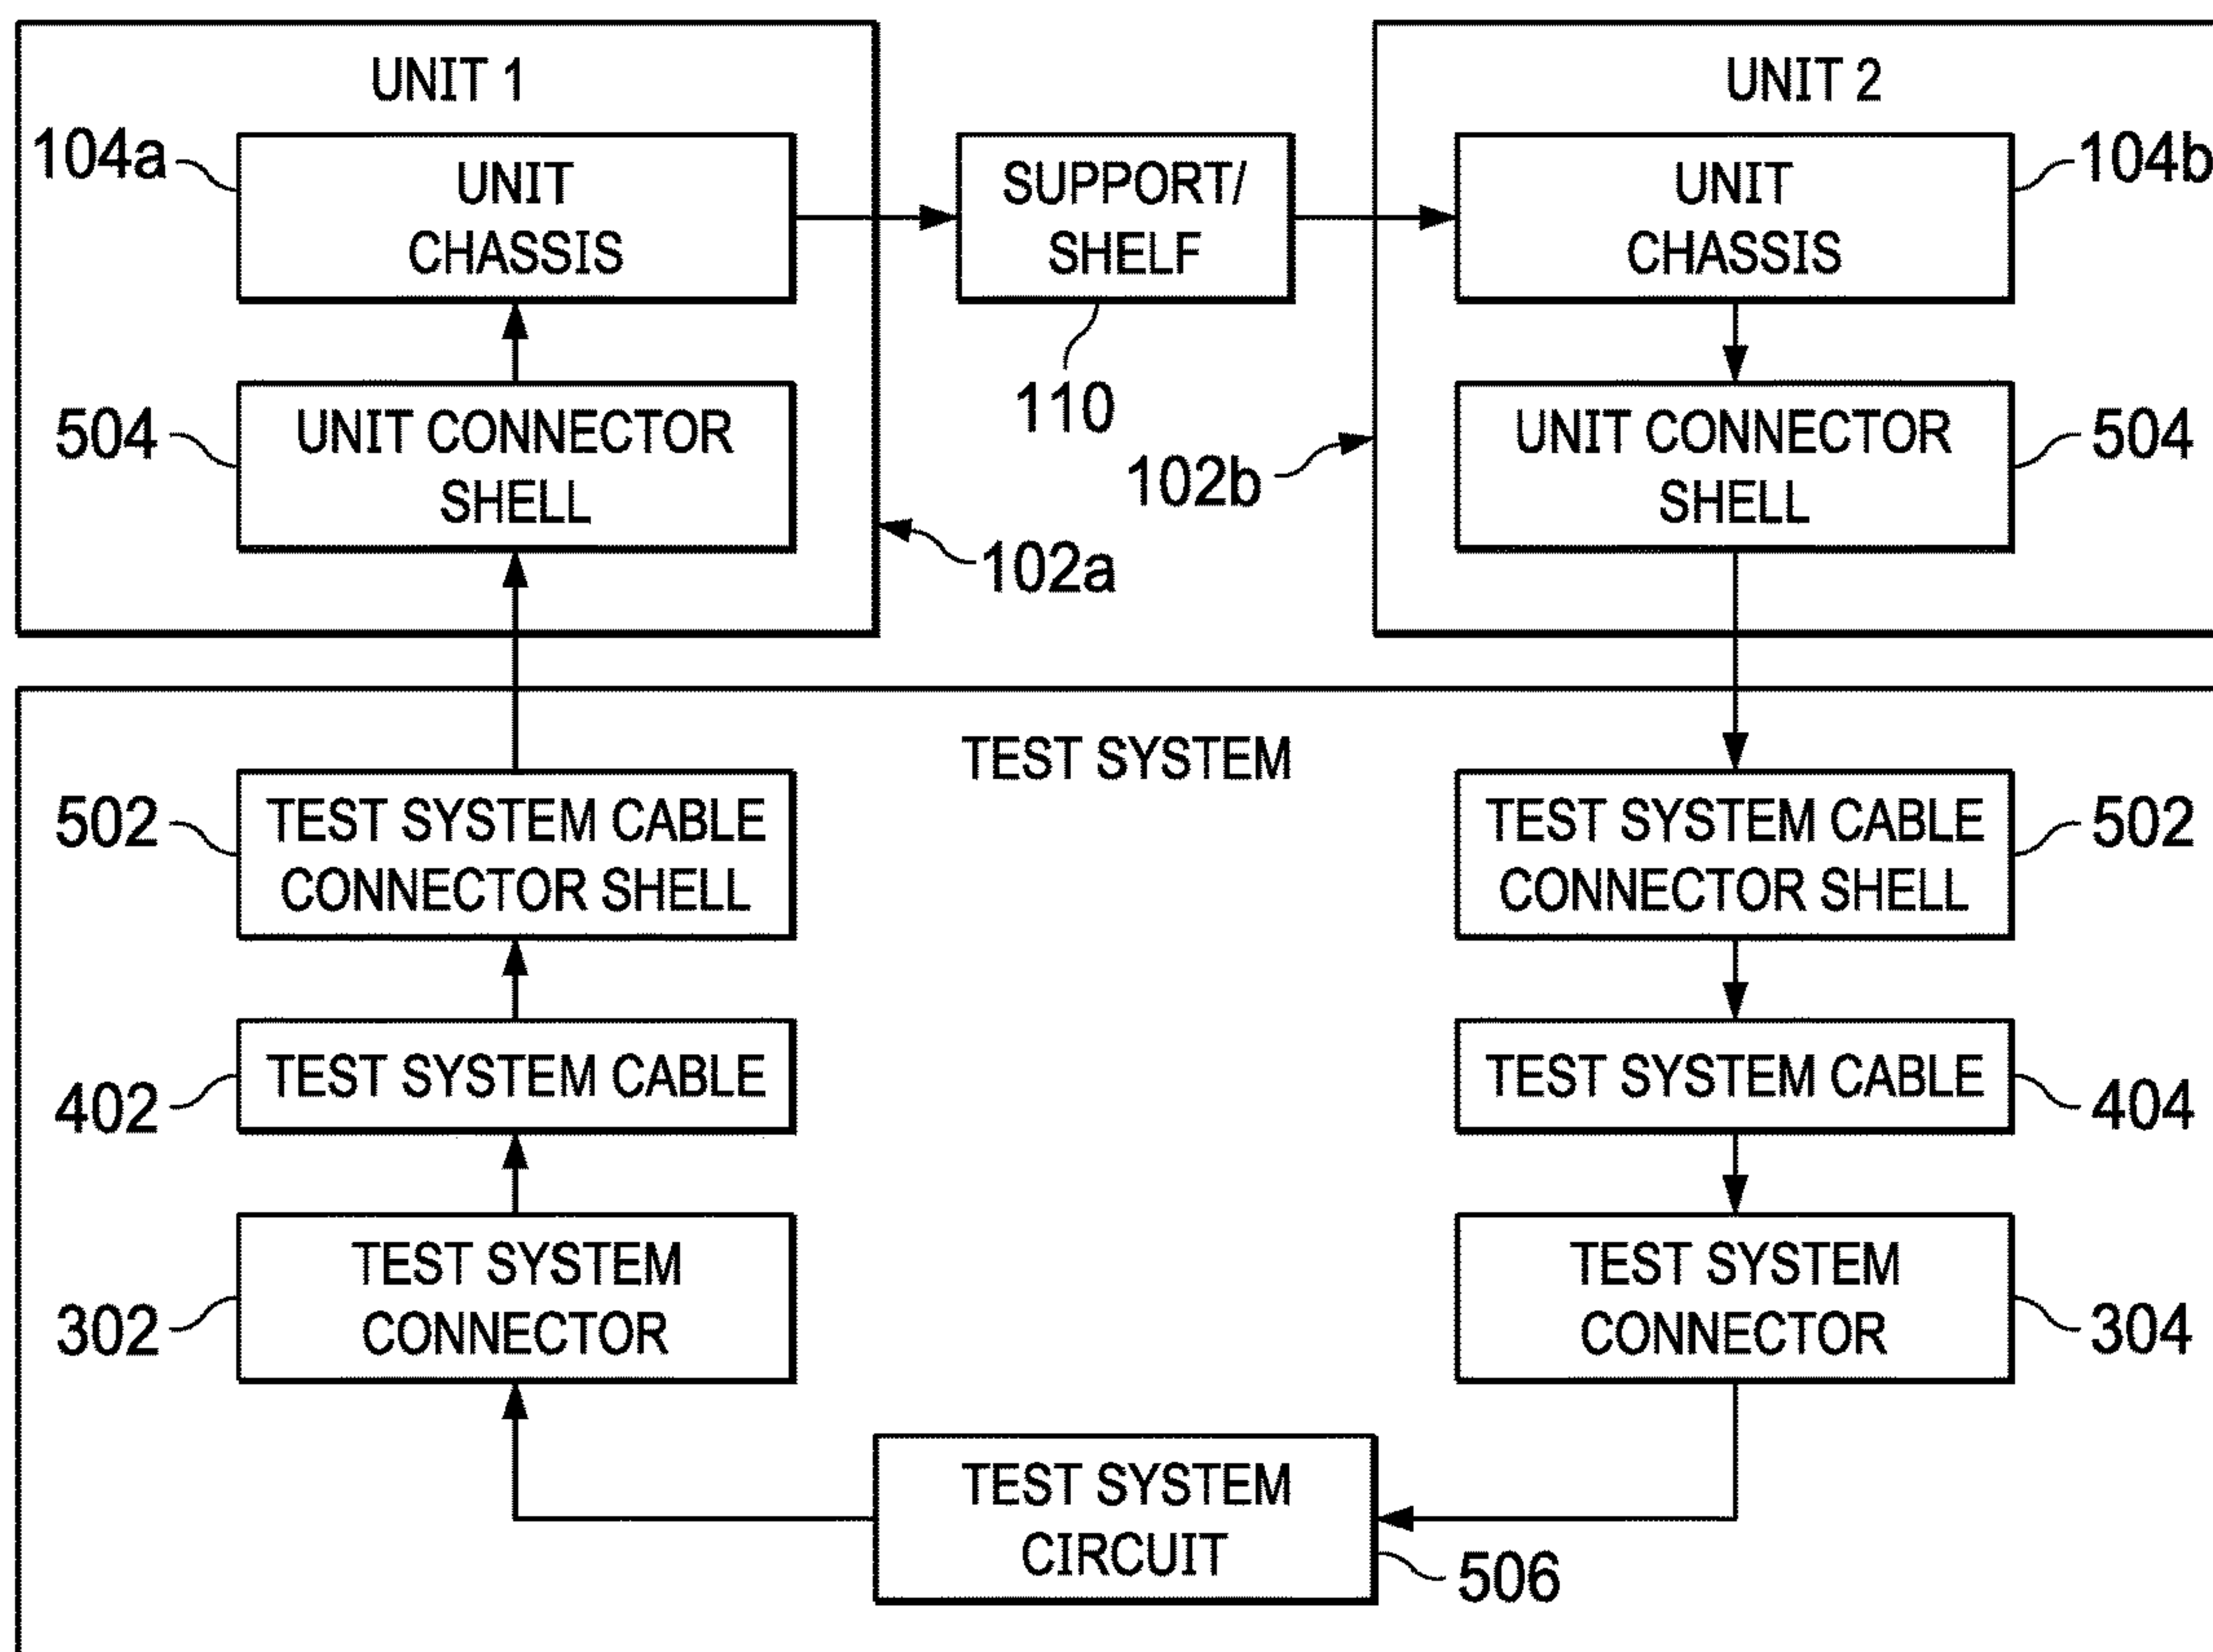 UNIT 1
UNIT 2
104a
UNIT
CHASSIS
SUPPORT/
SHELF
UNIT
CHASSIS
104b
110
504
UNIT CONNECTOR
SHELL
102b
UNIT CONNECTOR
SHELL
504
102a
TEST SYSTEM
502
TEST SYSTEM CABLE
CONNECTOR SHELL
TEST SYSTEM CABLE
CONNECTOR SHELL
502
402
TEST SYSTEM CABLE
TEST SYSTEM CABLE
404
302
TEST SYSTEM
CONNECTOR
TEST SYSTEM
CONNECTOR
304
TEST SYSTEM
CIRCUIT
506